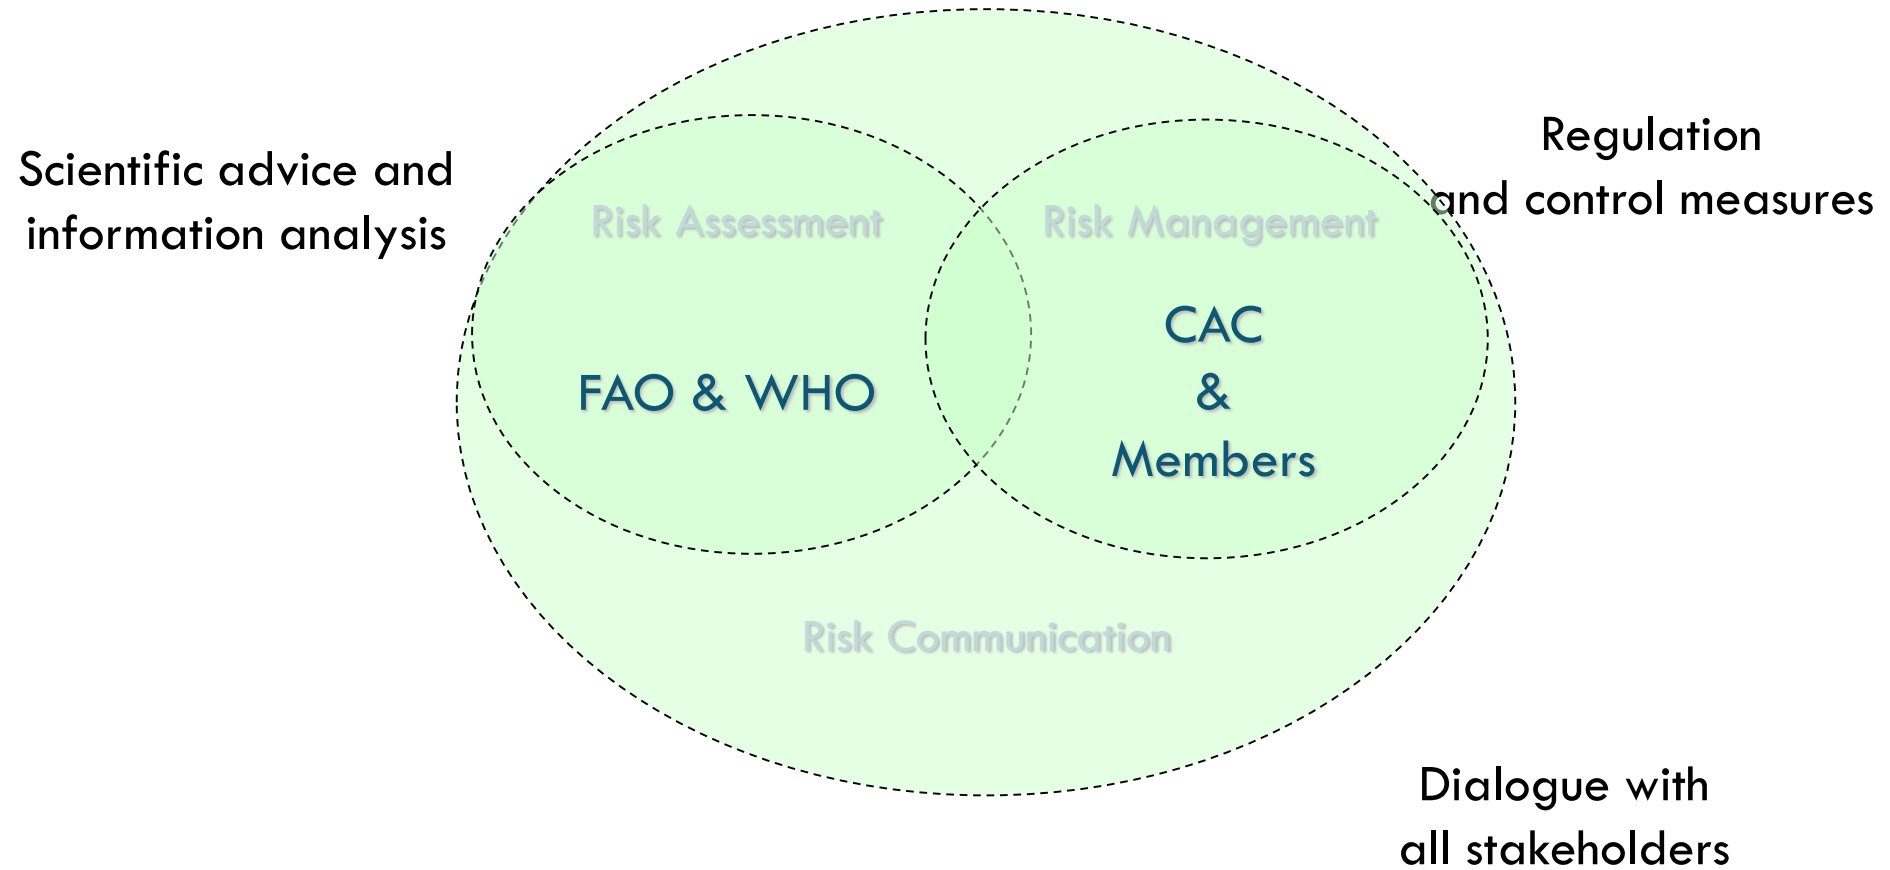 Scientific advice and
information analysis
Regulation
and control measures
Risk Assessment
Risk Management
FAO & WHO
CAC
&
Members
Risk Communication
Dialogue with
all stakeholders